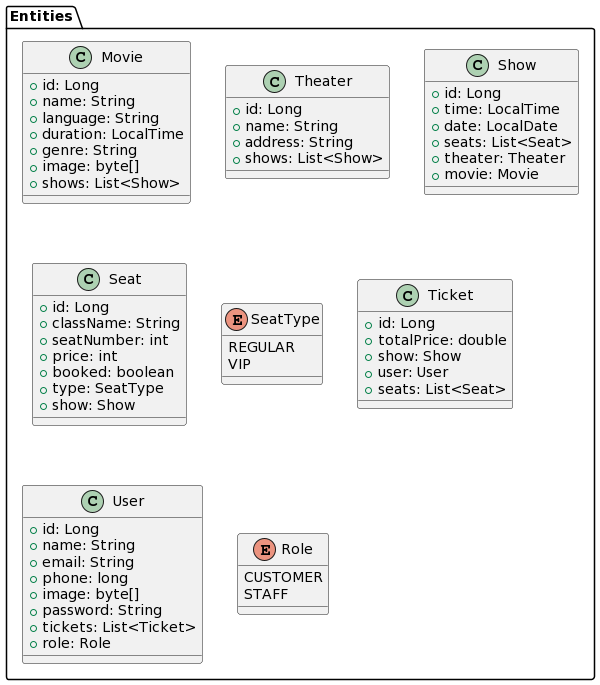 Entities
C Movie
id: Long
name: String
language: String
duration: LocalTime
genre: String
image: byte[]
shows: List<Show>
C Theater
id: Long
name: String
address: String
shows: List<Show>
C Show
id: Long
time: LocalTime
date: LocalDate
seats: List<Seat>
theater: Theater
movie: Movie
C Seat
id: Long
className: String
seatNumber: int
price: int
booked: boolean
type: SeatType
show: Show
E SeatType
REGULAR
VIP
C Ticket
id: Long
totalPrice: double
show: Show
user: User
seats: List<Seat>
C User
id: Long
name: String
email: String
phone: long
image: byte[]
password: String
tickets: List<Ticket>
role: Role
E Role
CUSTOMER
STAFF